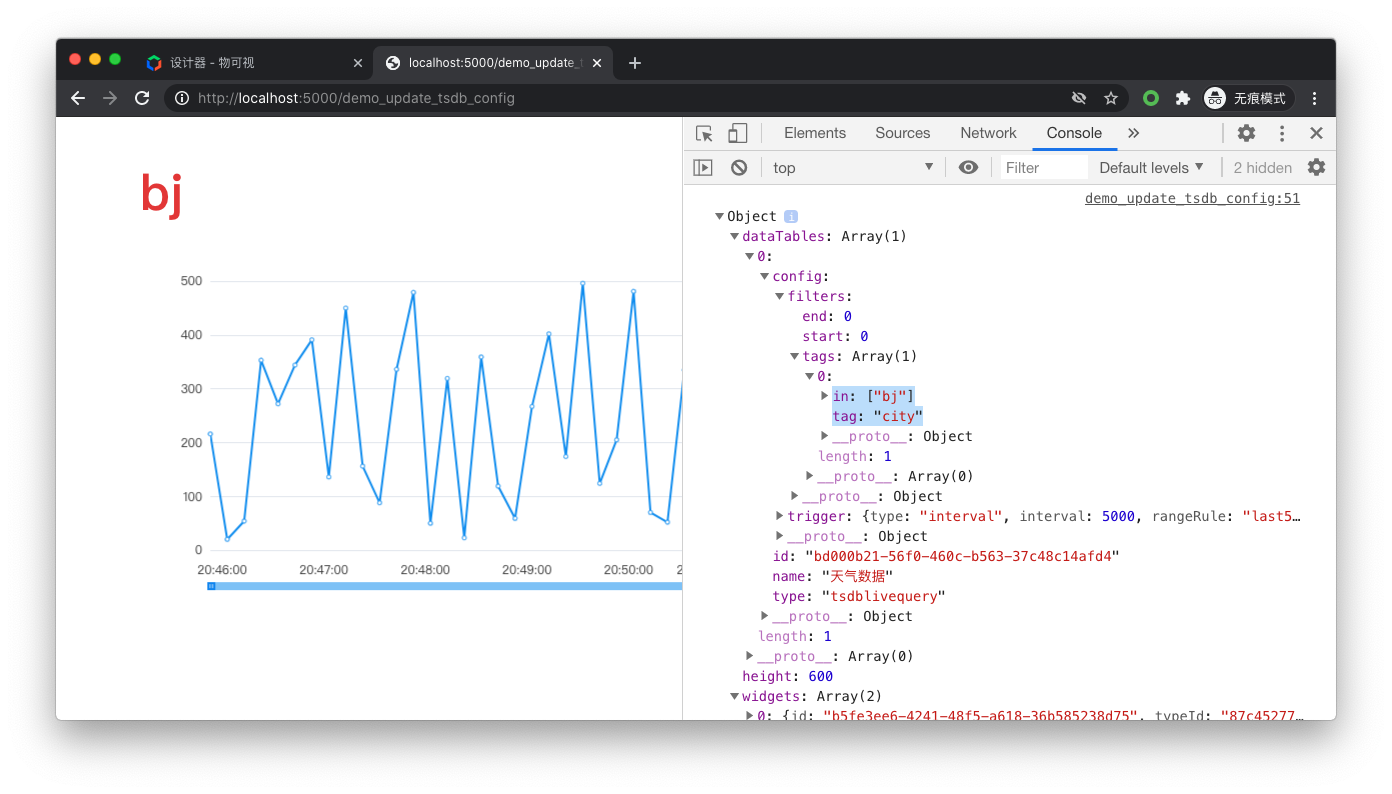 设计器 - 物可视
localhost:5000/demo_update_t
http://localhost:5000/demo_update_tsdb_config
无痕模式
Elements Sources Network Console
top Filter Default levels 2 hidden
bj
500
400
300
200
100
0
20:46:00 20:47:00 20:48:00 20:49:00 20:50:00 2
demo_update_tsdb_config:51
Object i
dataTables: Array(1)
0:
config:
filters:
end: 0
start: 0
tags: Array(1)
0:
in: ["bj"]
tag: "city"
__proto__: Object
length: 1
__proto__: Array(0)
__proto__: Object
trigger: {type: "interval", interval: 5000, rangeRule: "last5…
__proto__: Object
id: "bd000b21-56f0-460c-b563-37c48c14afd4"
name: "天气数据"
type: "tsdblivequery"
__proto__: Object
length: 1
__proto__: Array(0)
height: 600
widgets: Array(2)
0: {id: "b5fe3ee6-4241-48f5-a618-36b585238d75", typeId: "87c45277…